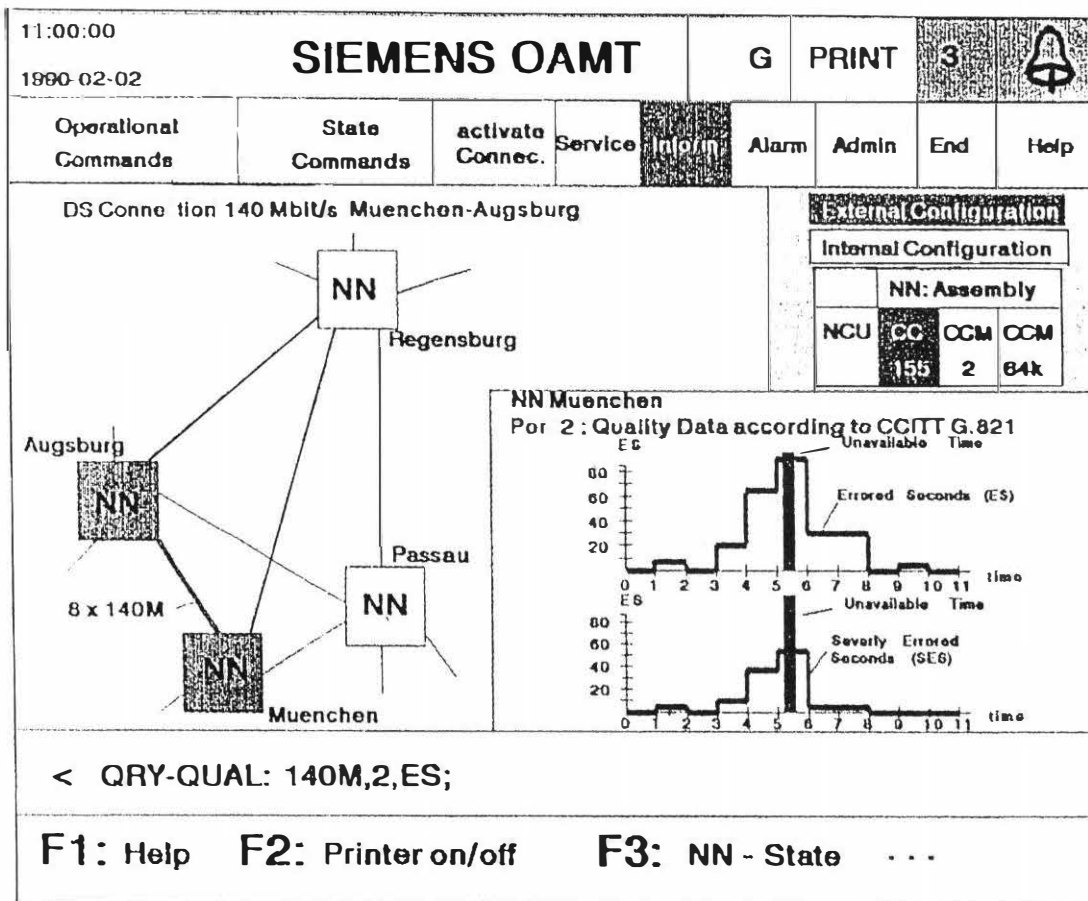 11:00:00
1990-02-02
SIEMENS OAMT
G
PRINT
3
Operational
Commands
State
Commands
activate
Connec.
Service
Inform
Alarm
Admin
End
Help
DS Conne tion 140 Mbit/s Muenchen-Augsburg
External Configuration
Internal Configuration
NN: Assembly
NCU
CC
155
CCM
2
CCM
64k
NN
Regensburg
Augsburg
NN
Passau
NN
8 x 140M
NN
Muenchen
NN Muenchen
Por 2 : Quality Data according to CCITT G.821
ES
Unavailable Time
80
60
40
20
Errored Seconds (ES)
0 1 2 3 4 5 6 7 8 9 10 11 time
ES
Unavailable Time
80
60
40
20
Severly Errored
Seconds (SES)
0 1 2 3 4 5 6 7 8 9 10 11 time
< QRY-QUAL: 140M,2,ES;
F1: Help F2: Printer on/off F3: NN - State ...